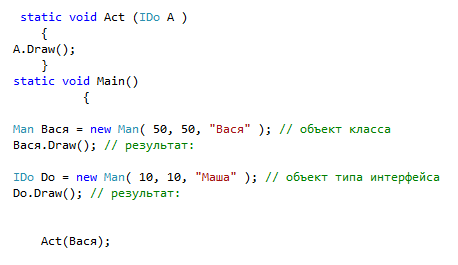 static void Act (IDo A )
{
A.Draw();
}
static void Main()
{
Man Вася = new Man( 50, 50, "Вася" ); // объект класса
Вася.Draw(); // результат:
IDo Do = new Man( 10, 10, "Маша" ); // объект типа интерфейса
Do.Draw(); // результат:
Act(Вася);